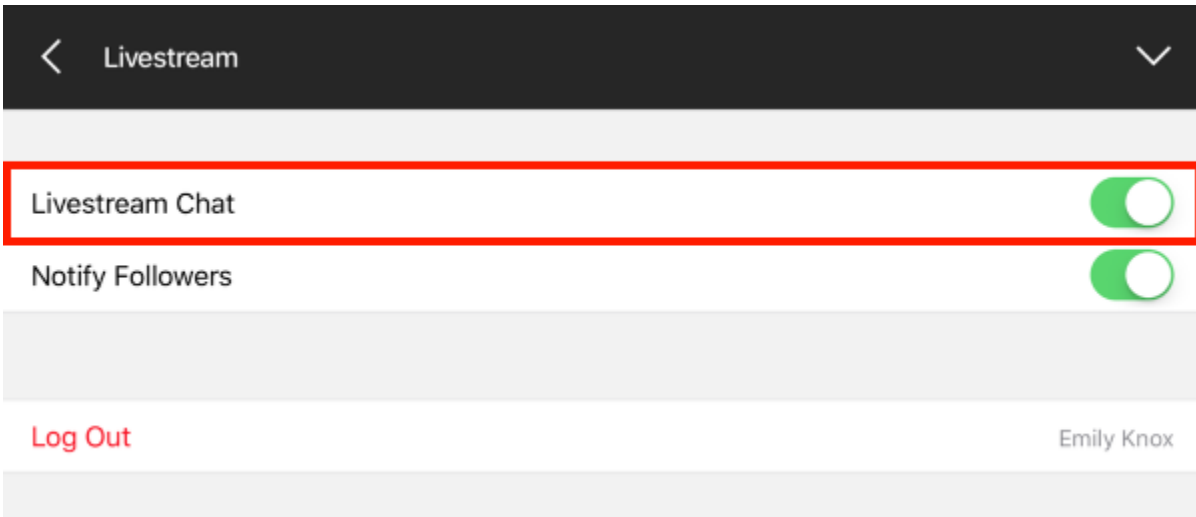 Livestream
Livestream Chat
Notify Followers
Log Out
Emily Knox